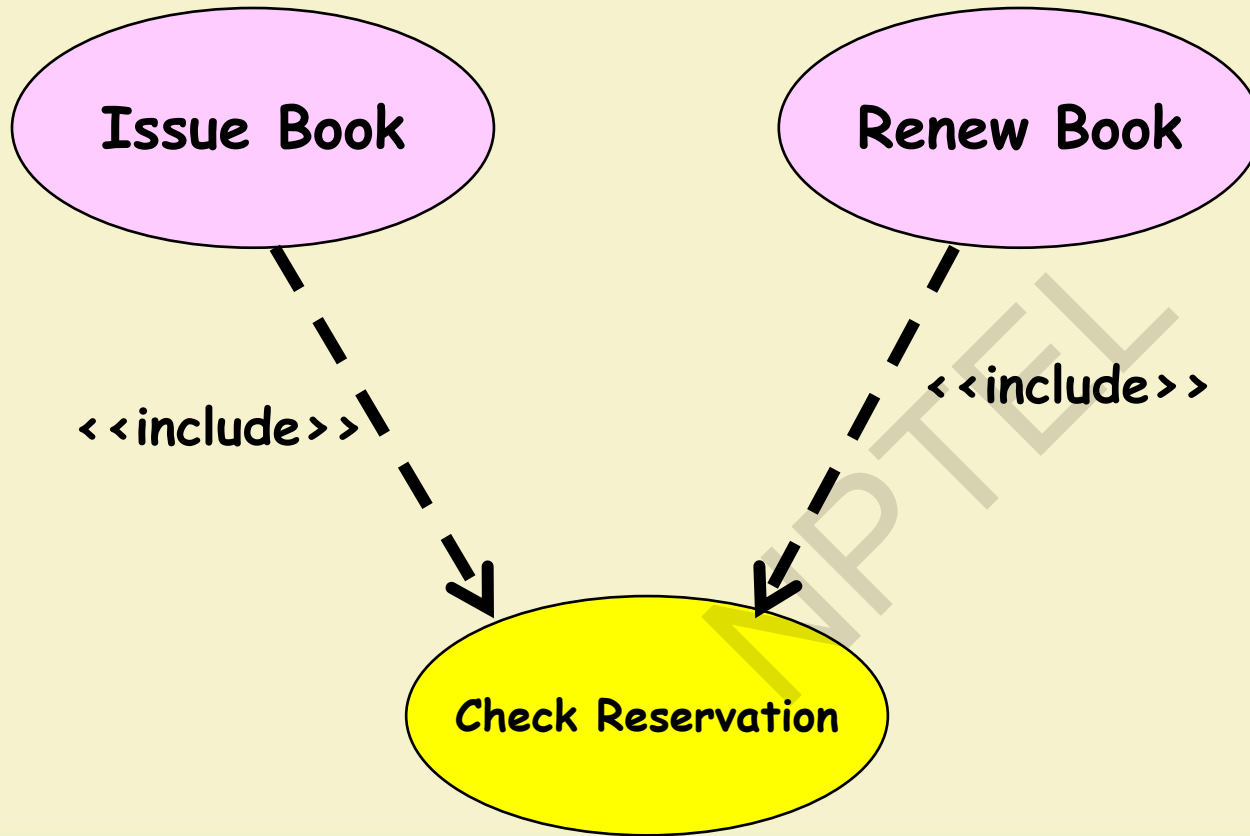 Issue Book
Renew Book
<<include>>
<<include>>
Check Reservation
NPTEL